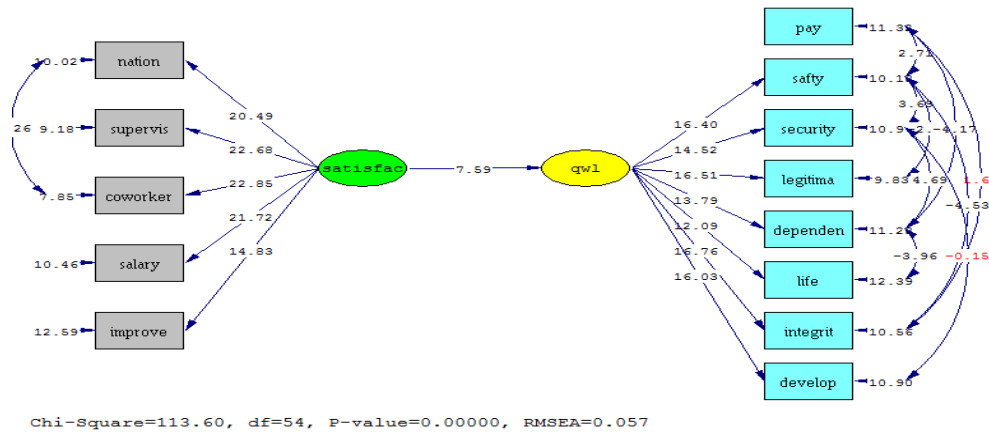 pay
11.38
2.71
10.02
nation
safty
3.69
26
9.18
supervis
20.49
16.40
security
10.9
-2.
-4.17
22.68
14.52
satisfac
7.59
qwl
16.51
legitima
9.83
4.69
1.6
7.85
coworker
22.85
13.79
-4.53
21.72
12.09
dependen
14.83
16.76
-3.96
-0.15
10.46
salary
16.03
life
12.39
12.59
improve
integrit
10.56
develop
10.90
Chi-Square=113.60, df=54, P-value=0.00000, RMSEA=0.057